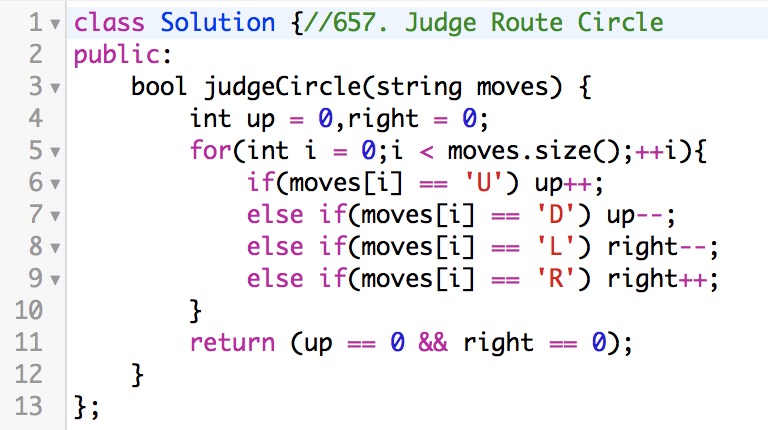 1 class Solution {//657. Judge Route Circle
2 public:
3     bool judgeCircle(string moves) {
4         int up = 0,right = 0;
5         for(int i = 0;i < moves.size();++i){
6             if(moves[i] == 'U') up++;
7             else if(moves[i] == 'D') up--;
8             else if(moves[i] == 'L') right--;
9             else if(moves[i] == 'R') right++;
10         }
11         return (up == 0 && right == 0);
12     }
13 };